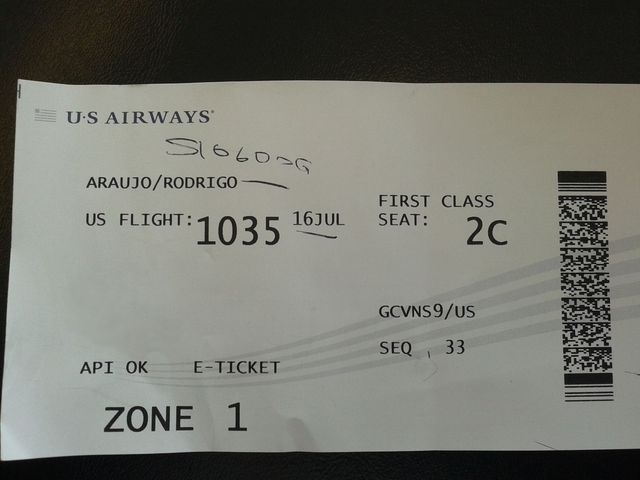 U·S AIRWAYS
ARAUJO/RODRIGO
US FLIGHT: 1035 16JUL
FIRST CLASS
SEAT: 2C
GCVNS9/US
SEQ 33
API OK E-TICKET
ZONE 1